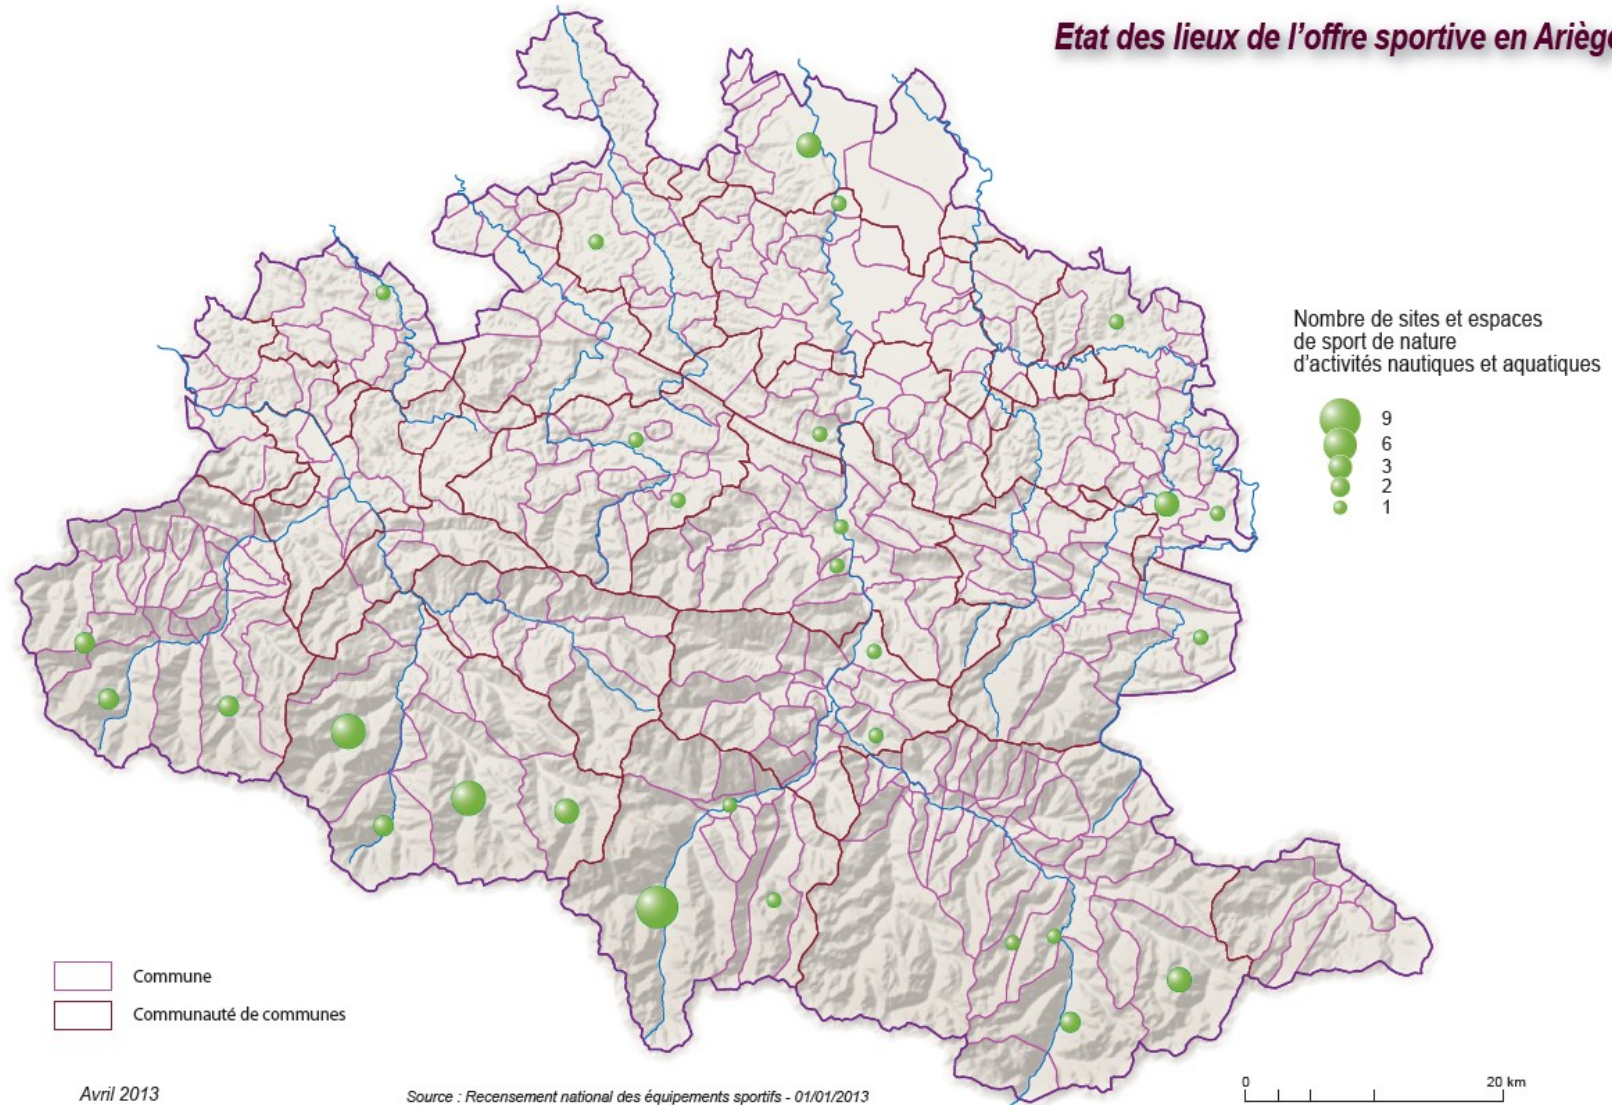 Etat des lieux de l'offre sportive en Ariège
Nombre de sites et espaces
de sport de nature
d'activités nautiques et aquatiques
9
6
3
2
1
Commune
Communauté de communes
Avril 2013
Source : Recensement national des équipements sportifs - 01/01/2013
0 20 km